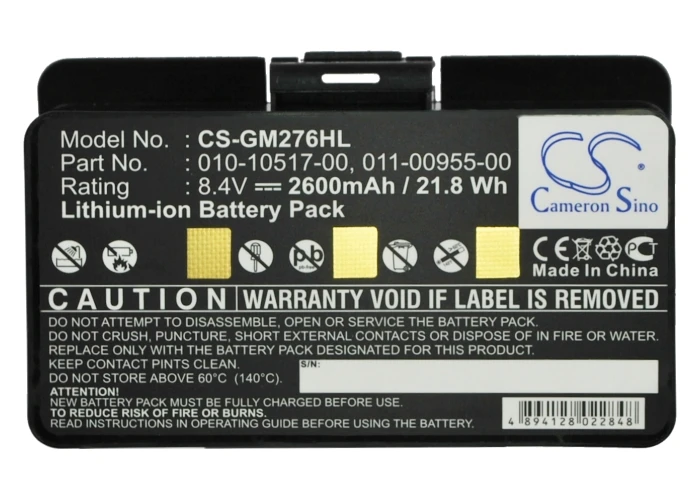 Model No. : CS-GM276HL
Part No. : 010-10517-00, 011-00955-00
Rating : 8.4V 2600mAh / 21.8 Wh
Lithium-ion Battery Pack
CS
Cameron Sino
pb
CE
PCT
Made In China
CAUTION WARRANTY VOID IF LABEL IS REMOVED
DO NOT ATTEMPT TO DISASSEMBLE, OPEN OR SERVICE THE BATTERY PACK.
DO NOT CRUSH, PUNCTURE, SHORT EXTERNAL CONTACTS OR DISPOSE OF IN FIRE OR WATER.
REPLACE ONLY WITH THE BATTERY PACK DESIGNATED FOR THIS PRODUCT.
KEEP CONTACT PINTS CLEAN.
DO NOT STORE ABOVE 60°C (140°C).
S/N:
ATTENTION!
NEW BATTERY PACK MUST BE FULLY CHARGED BEFORE USE.
TO REDUCE RISK OF FIRE OR BURNS.
READ INSTRUCTIONS IN OPERATING GUIDE BEFORE USING THE BATTERY PACK.
4 894128 022848